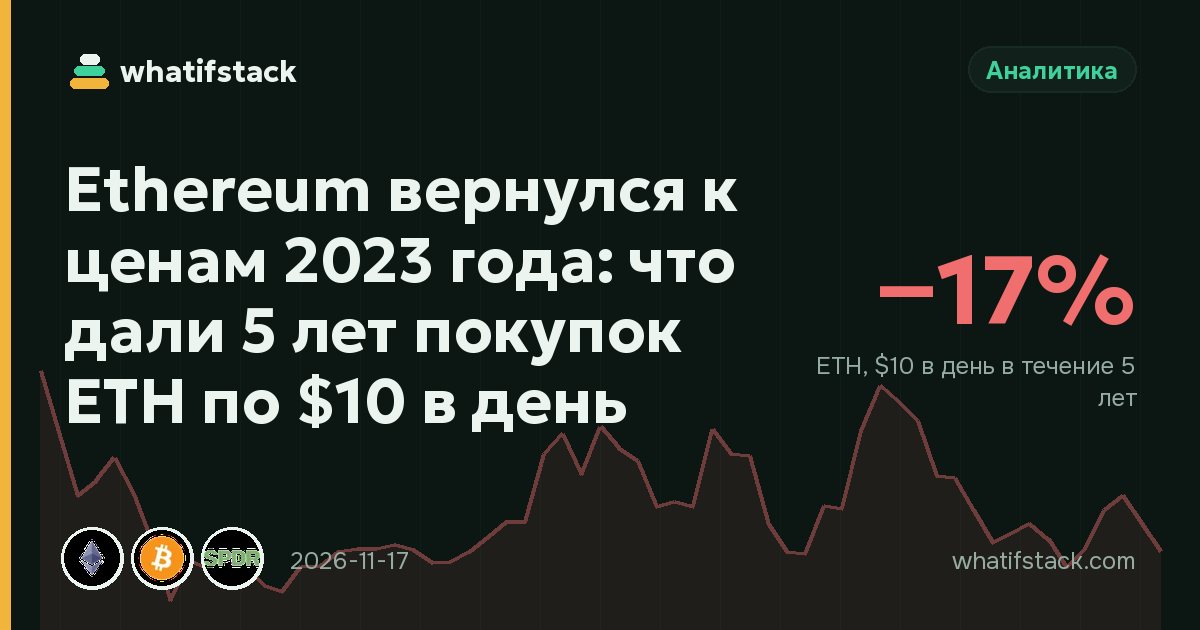 whatifstack
Аналитика
Ethereum вернулся к
ценам 2023 года: что
дали 5 лет покупок
ETH по $10 в день
−17%
ETH, $10 в день в течение 5
лет
SPDR
2026-11-17
whatifstack.com